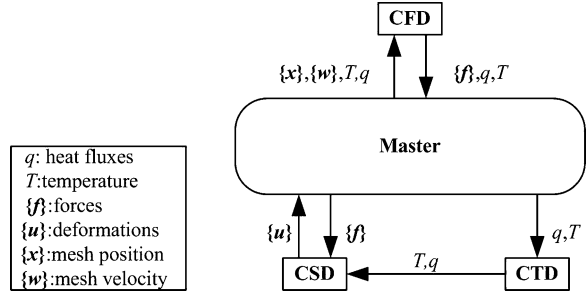 CFD
{x},{w},T,q
{f},q,T
Master
q: heat fluxes
T:temperature
{f}:forces
{u}:deformations
{x}:mesh position
{w}:mesh velocity
{u}
{f}
q,T
T,q
CSD
CTD